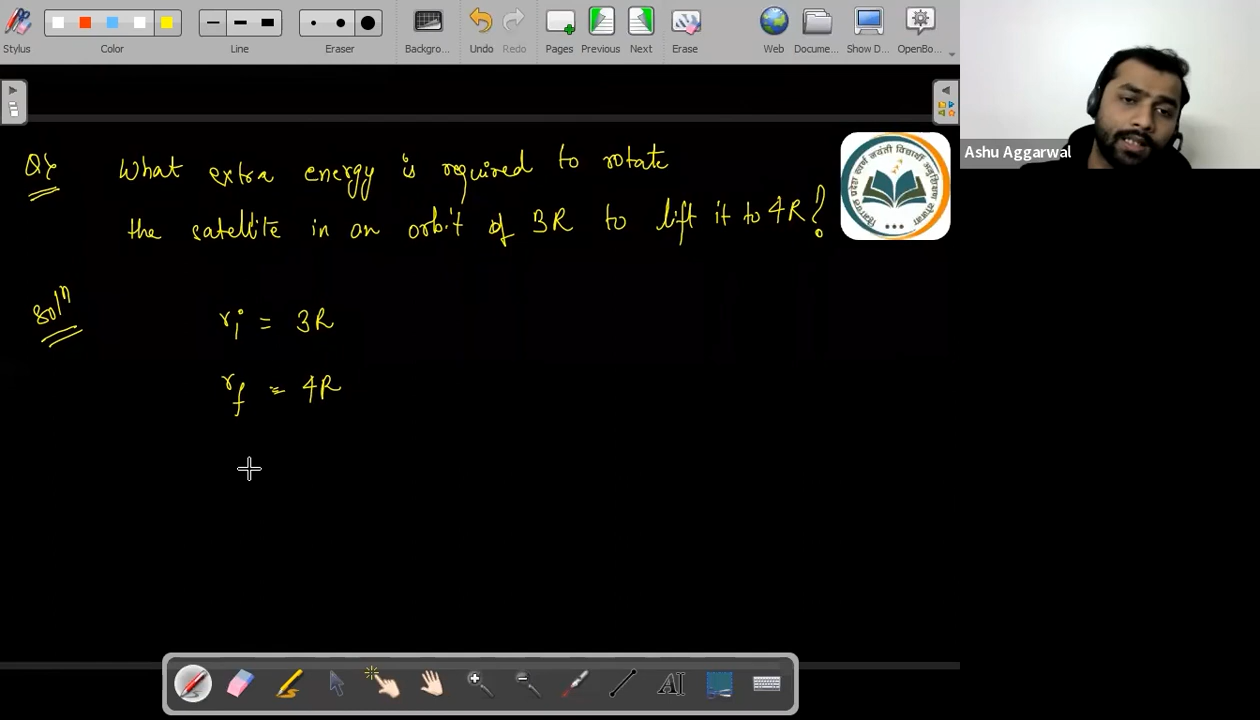 Stylus
Color
Line
Eraser
Backgro...
Undo
Redo
Pages
Previous
Next
Erase
Web
Docume...
Show D...
OpenBo...
Ashu Aggarwal
What extra energy is required to rotate
the satellite in an orbit of 3R to lift it to 4R?
Solⁿ
rᵢ = 3R
r_f = 4R